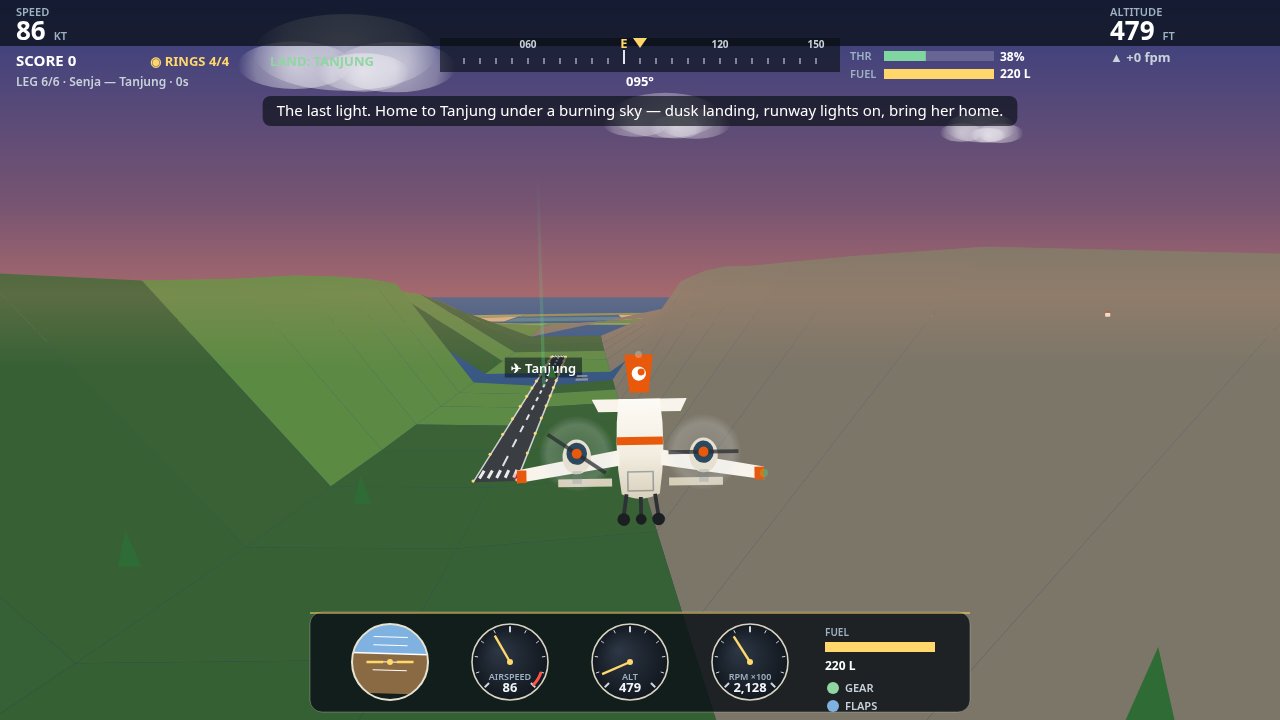 SPEED
86 KT
ALTITUDE
479 FT
▲ +0 fpm
SCORE 0
◉ RINGS 4/4
LAND: TANJUNG
LEG 6/6 · Senja — Tanjung · 0s
060 E 120 150
095°
THR 38%
FUEL 220 L
The last light. Home to Tanjung under a burning sky — dusk landing, runway lights on, bring her home.
✈ Tanjung
AIRSPEED
86
ALT
479
RPM ×100
2,128
FUEL
220 L
GEAR
FLAPS